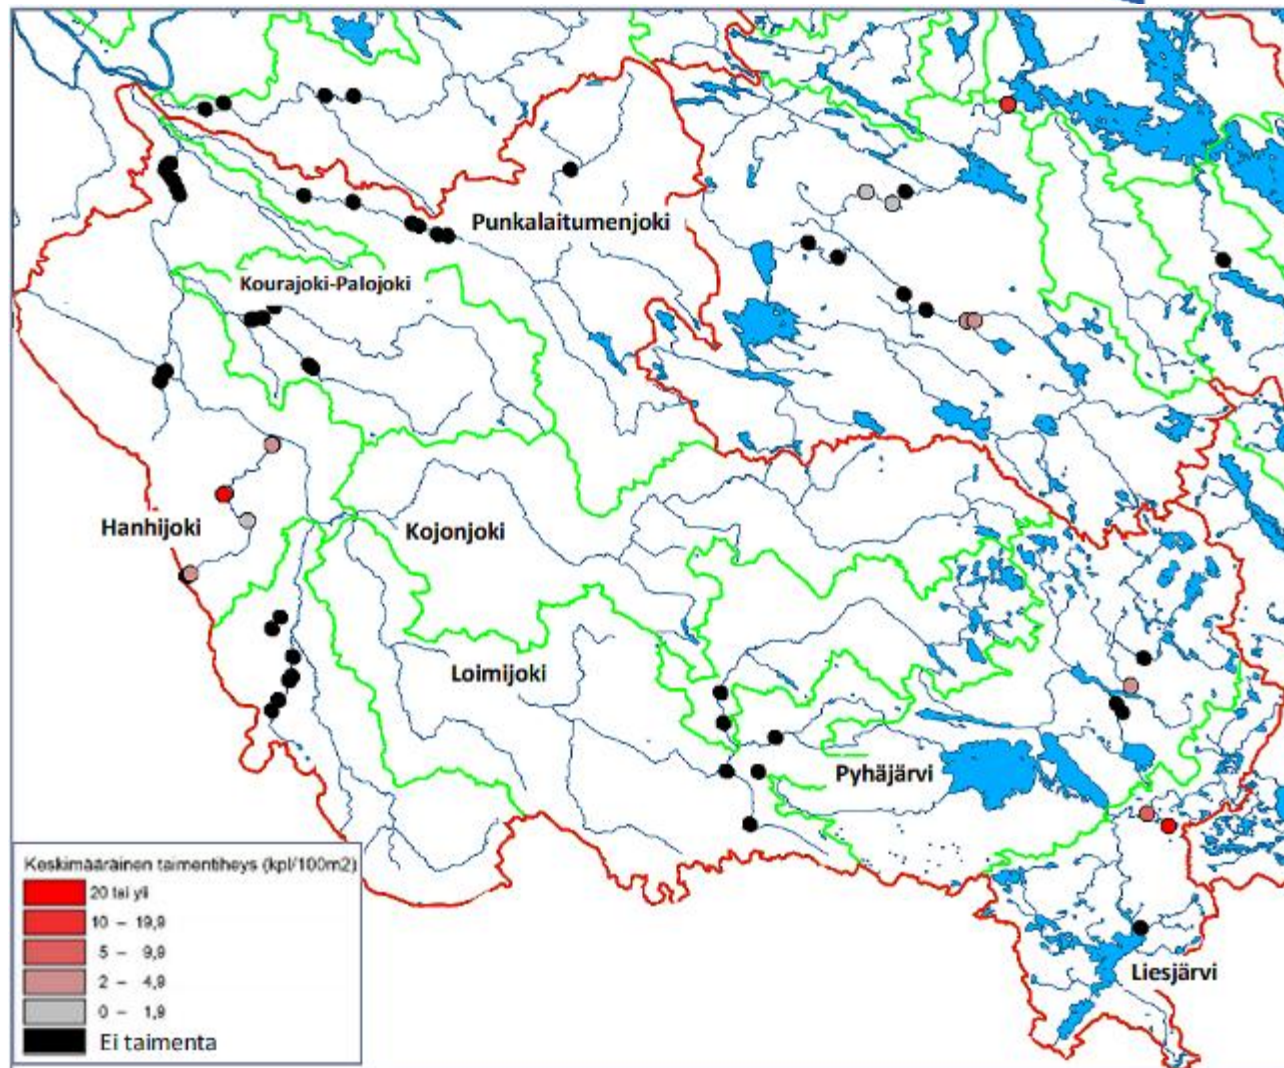 Punkalaitumenjoki
Kourajoki-Palojoki
Hanhijoki
Kojonjoki
Loimijoki
Pyhäjärvi
Liesjärvi
Keskimääräinen taimentiheys (kpl/100m2)
20 tai yli
10 – 19,9
5 – 9,9
2 – 4,9
0 – 1,9
Ei taimenta